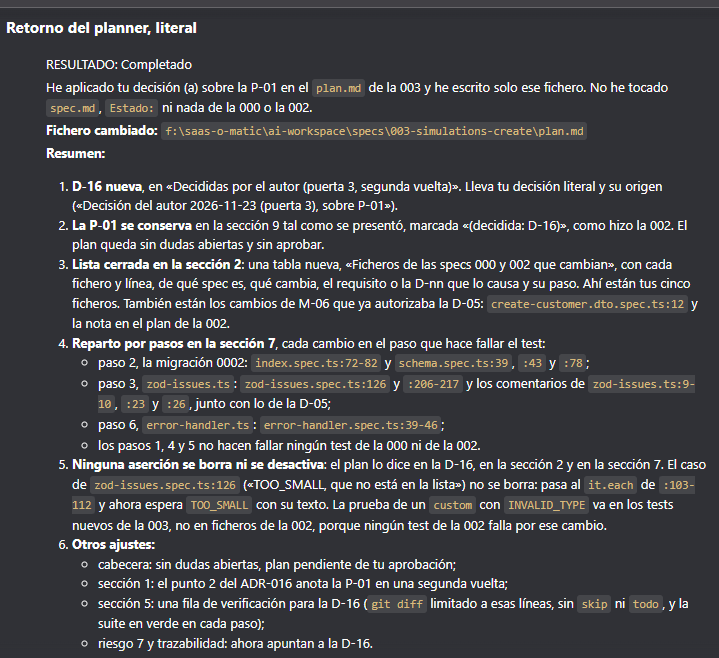 Retorno del planner, literal
RESULTADO: Completado
He aplicado tu decisión (a) sobre la P-01 en el plan.md de la 003 y he escrito solo ese fichero. No he tocado
spec.md, Estado: ni nada de la 000 o la 002.
Fichero cambiado: f:\saas-o-matic\ai-workspace\specs\003-simulations-create\plan.md
Resumen:
1. D-16 nueva, en «Decididas por el autor (puerta 3, segunda vuelta)». Lleva tu decisión literal y su origen
(«Decisión del autor 2026-11-23 (puerta 3), sobre P-01»).
2. La P-01 se conserva en la sección 9 tal como se presentó, marcada «(decidida: D-16)», como hizo la 002. El
plan queda sin dudas abiertas y sin aprobar.
3. Lista cerrada en la sección 2: una tabla nueva, «Ficheros de las specs 000 y 002 que cambian», con cada
fichero y línea, de qué spec es, qué cambia, el requisito o la D-nn que lo causa y su paso. Ahí están tus cinco
ficheros. También están los cambios de M-06 que ya autorizaba la D-05: create-customer.dto.spec.ts:12 y
la nota en el plan de la 002.
4. Reparto por pasos en la sección 7, cada cambio en el paso que hace fallar el test:
◦ paso 2, la migración 0002: index.spec.ts:72-82 y schema.spec.ts:39, :43 y :78;
◦ paso 3, zod-issues.ts: zod-issues.spec.ts:126 y :206-217 y los comentarios de zod-issues.ts:9-
10, :23 y :26, junto con lo de la D-05;
◦ paso 6, error-handler.ts: error-handler.spec.ts:39-46;
◦ los pasos 1, 4 y 5 no hacen fallar ningún test de la 000 ni de la 002.
5. Ninguna aserción se borra ni se desactiva: el plan lo dice en la D-16, en la sección 2 y en la sección 7. El caso
de zod-issues.spec.ts:126 («TOO_SMALL, que no está en la lista») no se borra: pasa al it.each de :103-
112 y ahora espera TOO_SMALL con su texto. La prueba de un custom con INVALID_TYPE va en los tests
nuevos de la 003, no en ficheros de la 002, porque ningún test de la 002 falla por ese cambio.
6. Otros ajustes:
◦ cabecera: sin dudas abiertas, plan pendiente de tu aprobación;
◦ sección 1: el punto 2 del ADR-016 anota la P-01 en una segunda vuelta;
◦ sección 5: una fila de verificación para la D-16 (git diff limitado a esas líneas, sin skip ni todo, y la
suite en verde en cada paso);
◦ riesgo 7 y trazabilidad: ahora apuntan a la D-16.